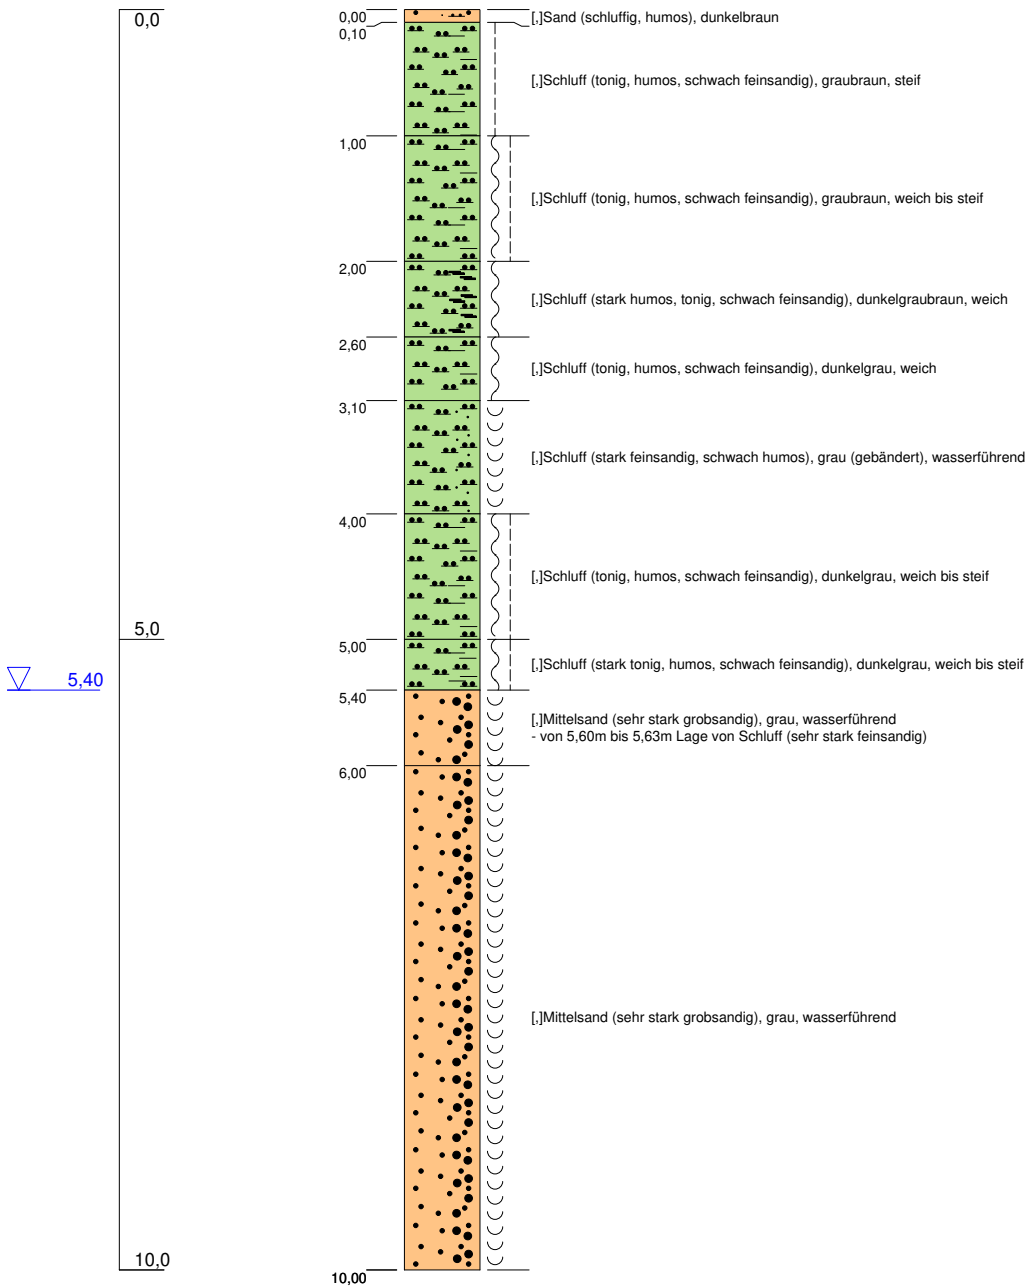 0,0
0,00
[,]Sand (schluffig, humos), dunkelbraun
0,10
[,]Schluff (tonig, humos, schwach feinsandig), graubraun, steif
1,00
[,]Schluff (tonig, humos, schwach feinsandig), graubraun, weich bis steif
2,00
[,]Schluff (stark humos, tonig, schwach feinsandig), dunkelgraubraun, weich
2,60
[,]Schluff (tonig, humos, schwach feinsandig), dunkelgrau, weich
3,10
[,]Schluff (stark feinsandig, schwach humos), grau (gebändert), wasserführend
4,00
[,]Schluff (tonig, humos, schwach feinsandig), dunkelgrau, weich bis steif
5,0
5,00
[,]Schluff (stark tonig, humos, schwach feinsandig), dunkelgrau, weich bis steif
5,40
5,40
[,]Mittelsand (sehr stark grobsandig), grau, wasserführend
- von 5,60m bis 5,63m Lage von Schluff (sehr stark feinsandig)
6,00
[,]Mittelsand (sehr stark grobsandig), grau, wasserführend
10,0
10,00